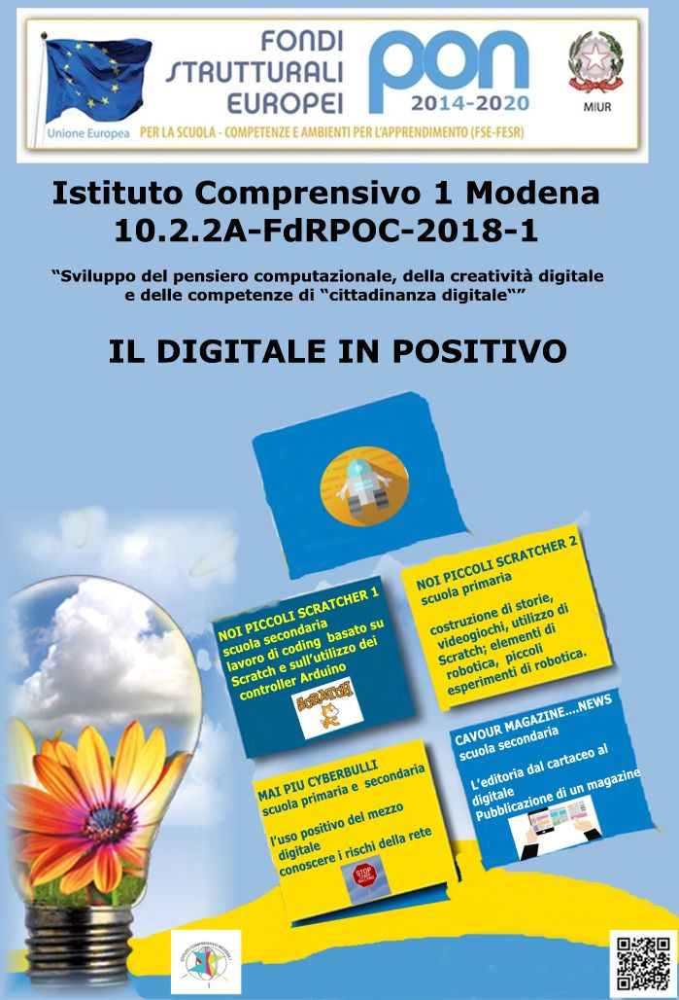 FONDI
STRUTTURALI
EUROPEI
pon
2014-2020
MIUR
Unione Europea
PER LA SCUOLA - COMPETENZE E AMBIENTI PER L'APPRENDIMENTO (FSE-FESR)
Istituto Comprensivo 1 Modena
10.2.2A-FdRPOC-2018-1
“Sviluppo del pensiero computazionale, della creatività digitale
e delle competenze di “cittadinanza digitale“”
IL DIGITALE IN POSITIVO
NOI PICCOLI SCRATCHER 1
scuola secondaria
lavoro di coding basato su
Scratch e sull'utilizzo dei
controller Arduino
SCRATCH
NOI PICCOLI SCRATCHER 2
scuola primaria
costruzione di storie,
videogiochi, utilizzo di
Scratch; elementi di
robotica, piccoli
esperimenti di robotica.
MAI PIU CYBERBULLI
scuola primaria e secondaria
l'uso positivo del mezzo
digitale
conoscere i rischi della rete
STOP
CAVOUR MAGAZINE....NEWS
scuola secondaria
L'editoria dal cartaceo al
digitale
Pubblicazione di un magazine
ISTITUTO COMPRENSIVO MODENA 1